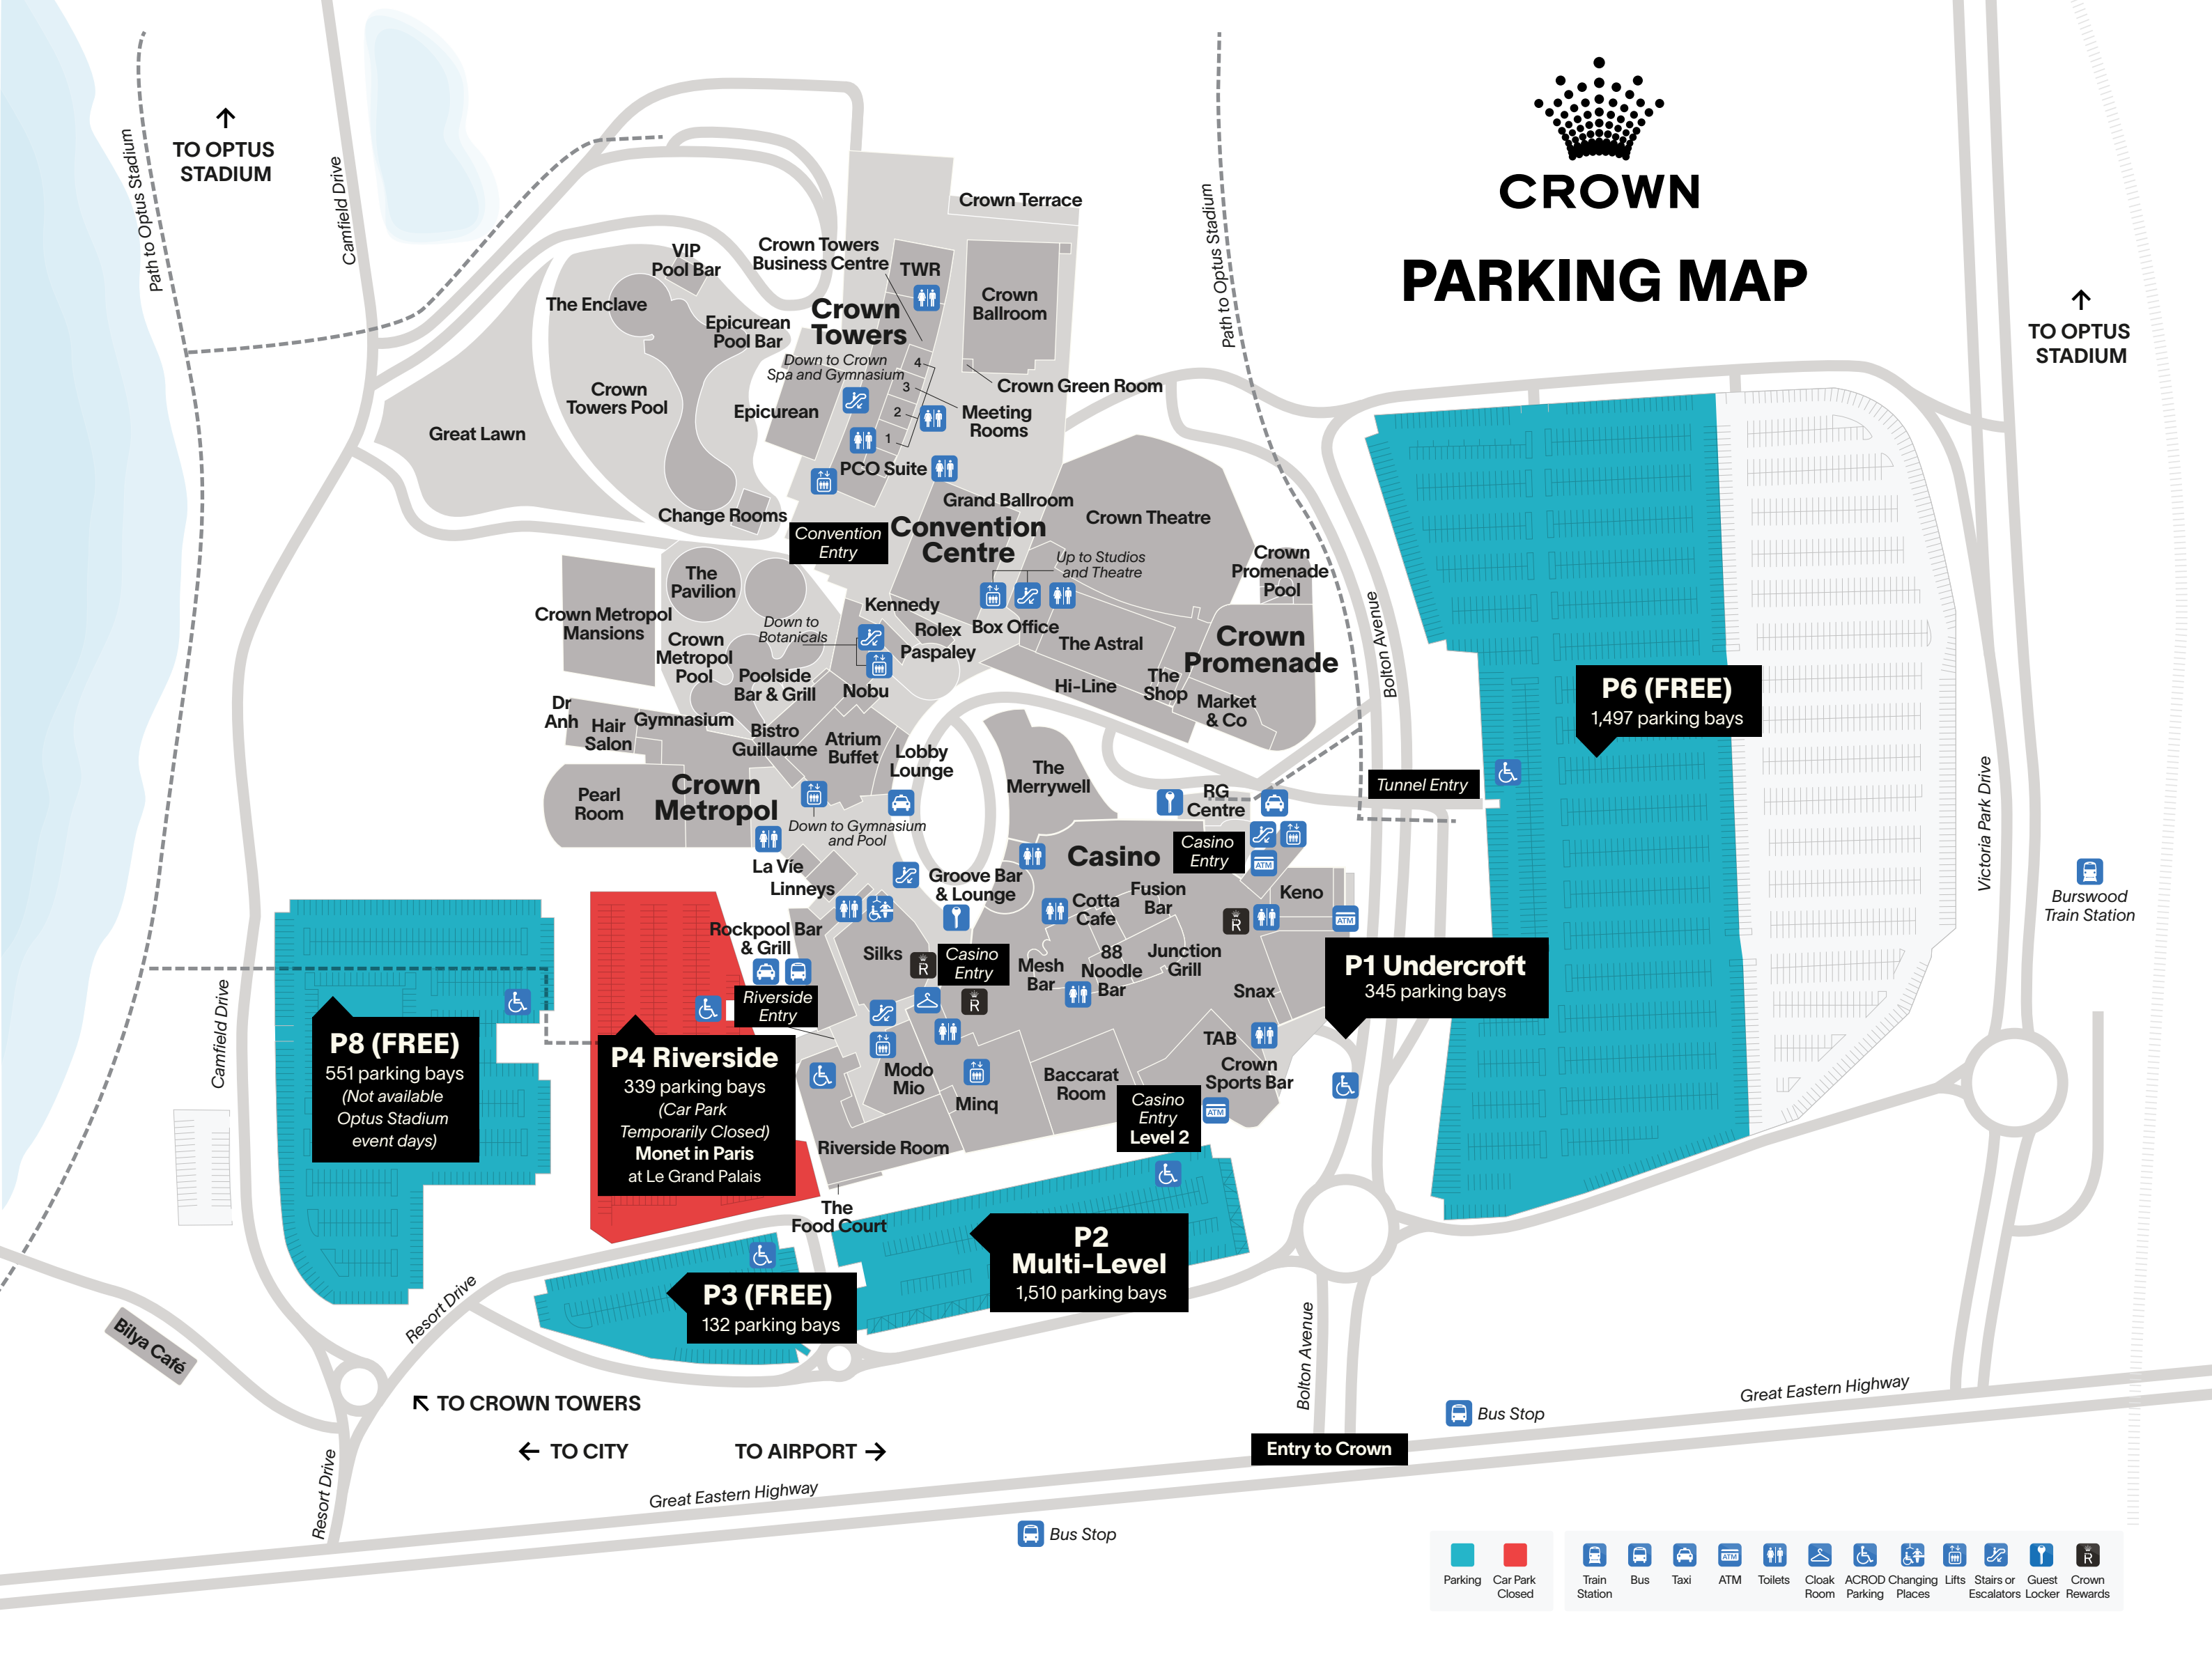 CROWN
PARKING MAP
TO OPTUS
STADIUM
Path to Optus Stadium
Camfield Drive
Path to Optus Stadium
TO OPTUS
STADIUM
Crown Terrace
VIP
Pool Bar
Crown Towers
Business Centre
TWR
The Enclave
Crown
Ballroom
Epicurean
Pool Bar
Crown
Towers
Down to Crown
Spa and Gymnasium
4
3
2
1
Crown Green Room
Crown
Towers Pool
Epicurean
Meeting
Rooms
Great Lawn
PCO Suite
Grand Ballroom
Change Rooms
Crown Theatre
Convention
Entry
Convention
Centre
Up to Studios
and Theatre
Crown
Promenade
Pool
The
Pavilion
Crown Metropol
Mansions
Kennedy
Down to
Botanicals
Rolex
Box Office
Paspaley
The Astral
Crown
Promenade
Crown
Metropol
Pool
Poolside
Bar & Grill
Nobu
Hi-Line
The
Shop
Market
& Co
Bolton Avenue
P6 (FREE)
1,497 parking bays
Dr
Anh
Hair
Salon
Gymnasium
Bistro
Guillaume
Atrium
Buffet
Lobby
Lounge
The
Merrywell
Tunnel Entry
Pearl
Room
Crown
Metropol
RG
Centre
Down to Gymnasium
and Pool
Casino
Casino
Entry
ATM
Victoria Park Drive
Burswood
Train Station
La Vie
Linneys
Groove Bar
& Lounge
Cotta
Cafe
Fusion
Bar
Keno
R
ATM
Rockpool Bar
& Grill
Silks
R
Casino
Entry
Mesh
Bar
88
Noodle
Bar
Junction
Grill
P1 Undercroft
345 parking bays
Riverside
Entry
R
Snax
Camfield Drive
P8 (FREE)
551 parking bays
(Not available
Optus Stadium
event days)
P4 Riverside
339 parking bays
(Car Park
Temporarily Closed)
Monet in Paris
at Le Grand Palais
Modo
Mio
Minq
Baccarat
Room
TAB
Crown
Sports Bar
Casino
Entry
Level 2
ATM
Riverside Room
The
Food Court
P2
Multi-Level
1,510 parking bays
P3 (FREE)
132 parking bays
Resort Drive
Bilya Café
Bolton Avenue
TO CROWN TOWERS
TO CITY
TO AIRPORT
Entry to Crown
Bus Stop
Great Eastern Highway
Great Eastern Highway
Resort Drive
Bus Stop
Parking
Car Park
Closed
Train
Station
Bus
Taxi
ATM
ATM
Toilets
Cloak
Room
ACROD
Parking
Changing
Places
Lifts
Stairs or
Escalators
Guest
Locker
R
Crown
Rewards